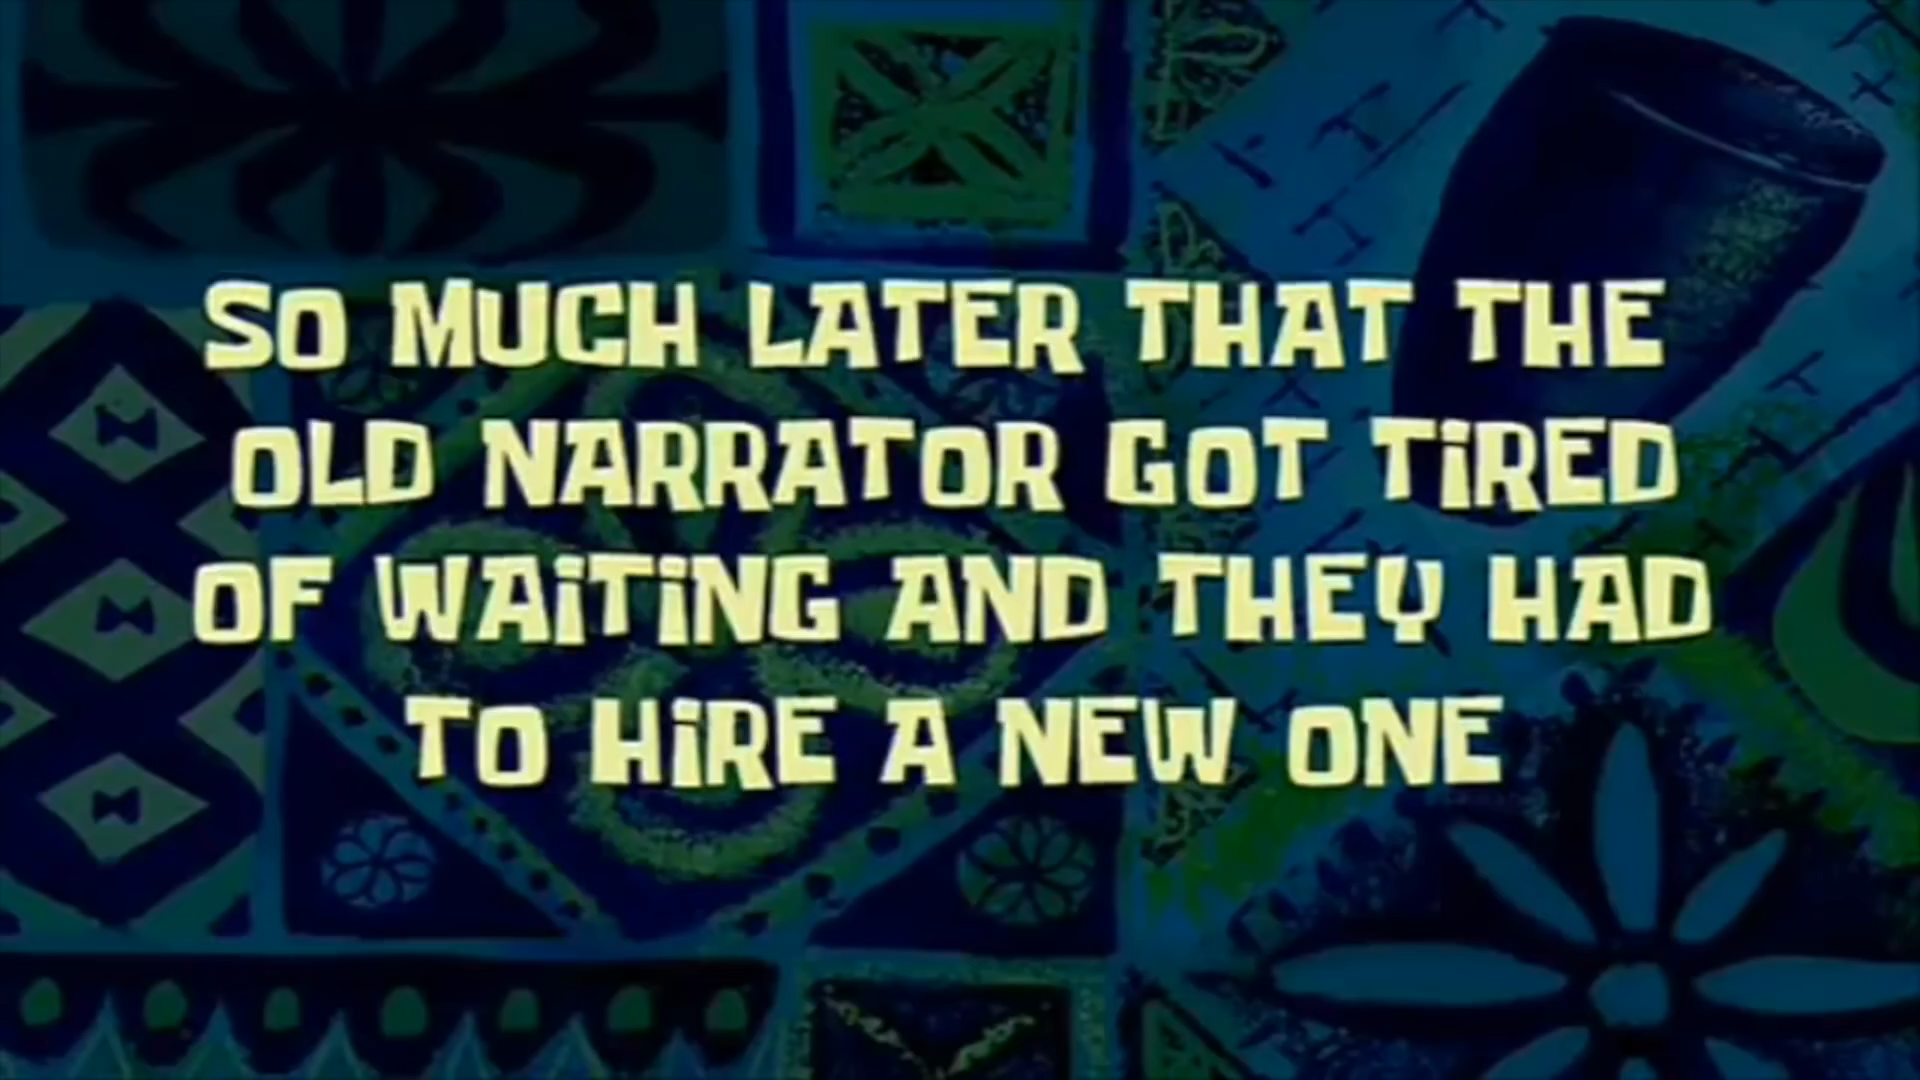 SO MUCH LATER THAT THE
OLD NARRATOR GOT TiRED
OF WAiTiNG AND THEY HAD
TO HiRE A NEW ONE